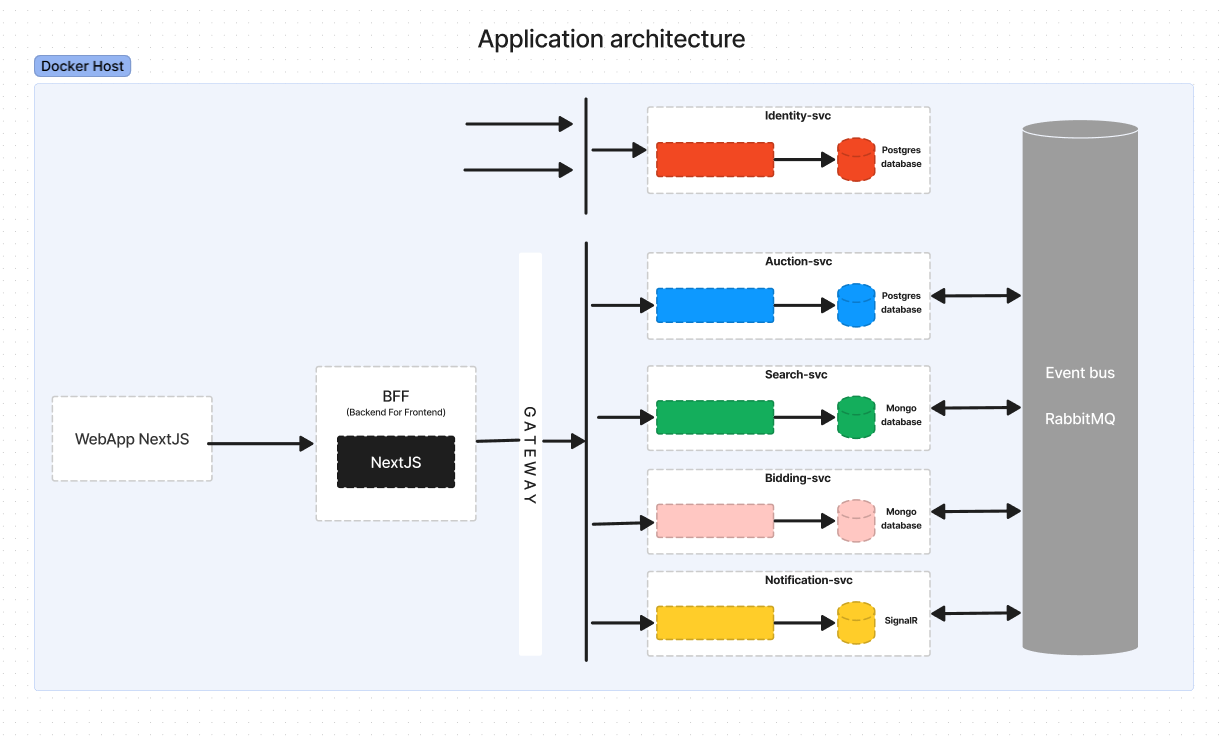 Application architecture
Docker Host
Identity-svc
Postgres
database
Auction-svc
Postgres
database
Search-svc
Mongo
database
Bidding-svc
Mongo
database
Notification-svc
SignalR
WebApp NextJS
BFF
(Backend For Frontend)
NextJS
GATEWAY
Event bus
RabbitMQ